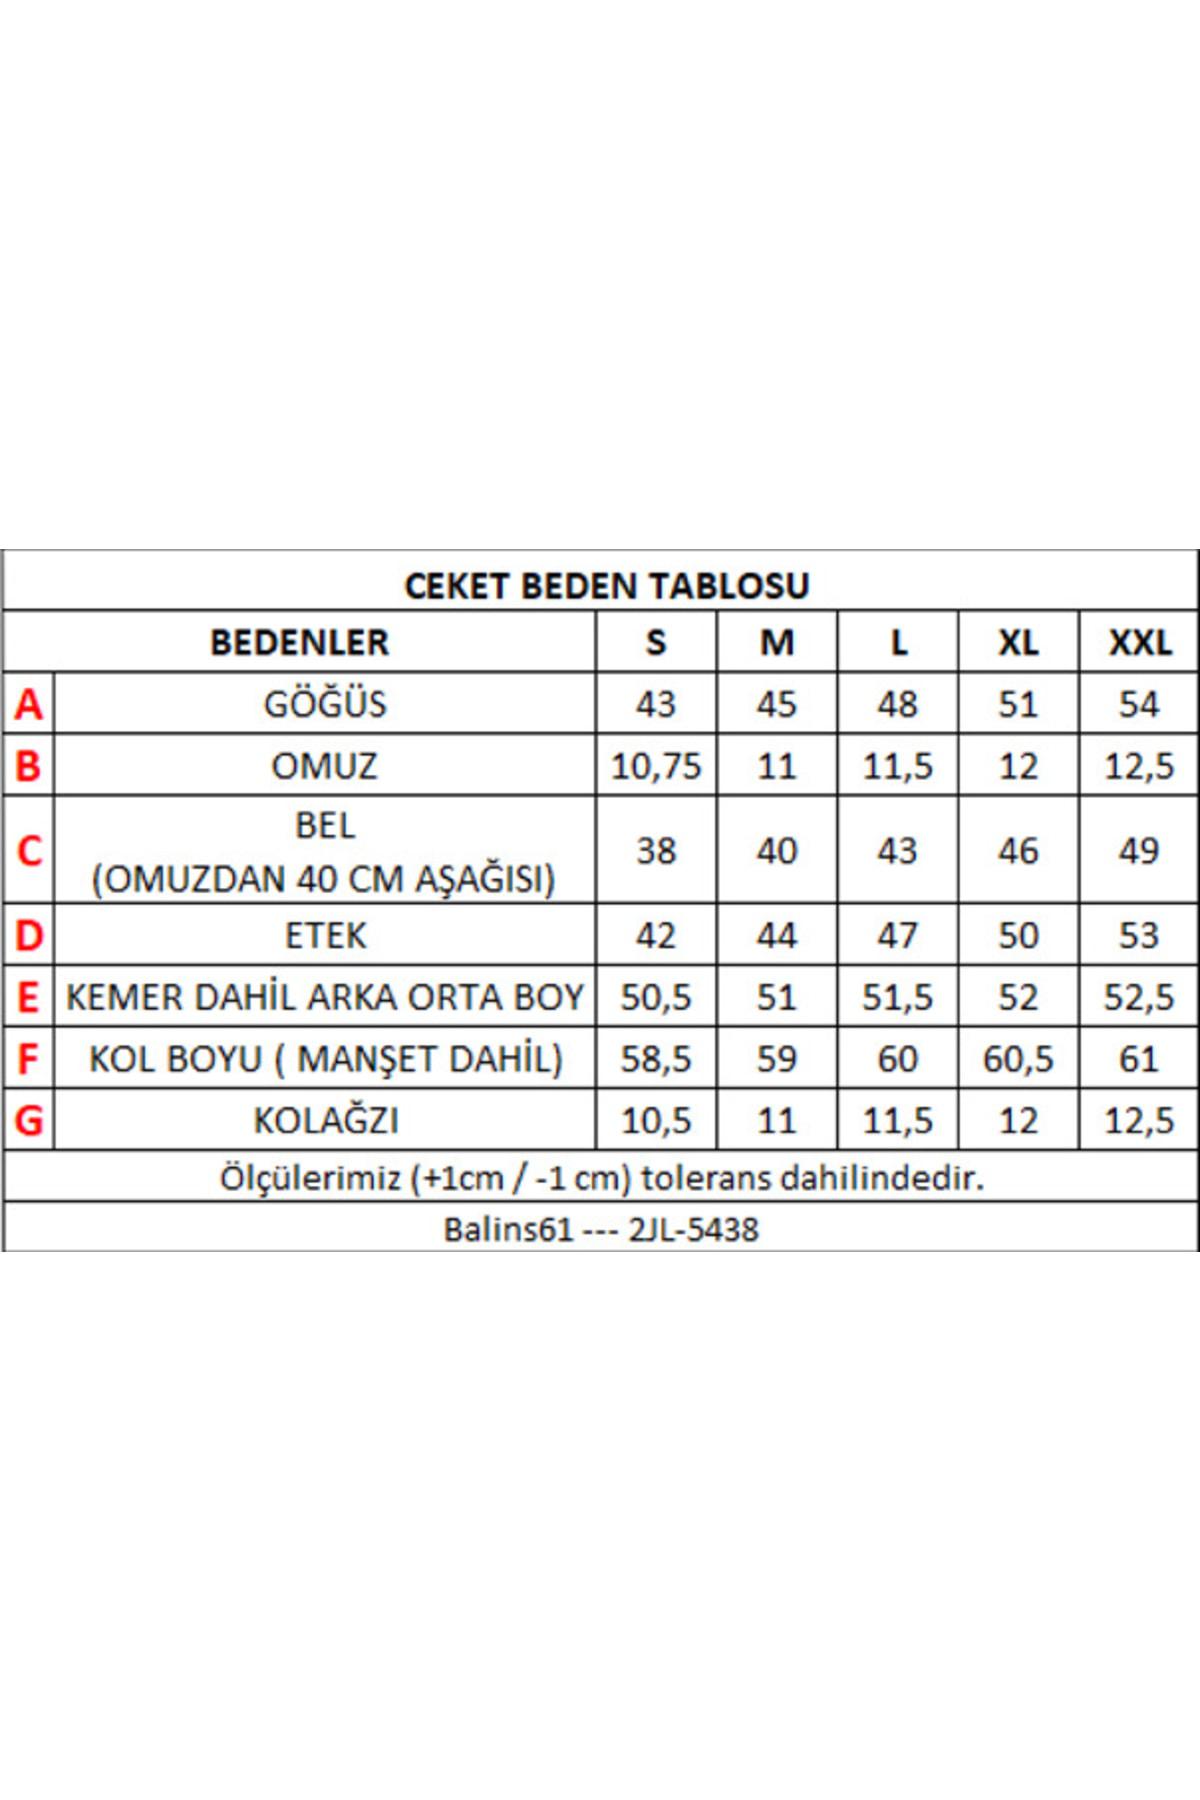 CEKET BEDEN TABLOSU
BEDENLER S M L XL XXL
A GÖĞÜS 43 45 48 51 54
B OMUZ 10,75 11 11,5 12 12,5
C BEL
(OMUZDAN 40 CM AŞAĞISI) 38 40 43 46 49
D ETEK 42 44 47 50 53
E KEMER DAHİL ARKA ORTA BOY 50,5 51 51,5 52 52,5
F KOL BOYU ( MANŞET DAHİL) 58,5 59 60 60,5 61
G KOLAĞZI 10,5 11 11,5 12 12,5
Ölçülerimiz (+1cm / -1 cm) tolerans dahilindedir.
Balins61 --- 2JL-5438